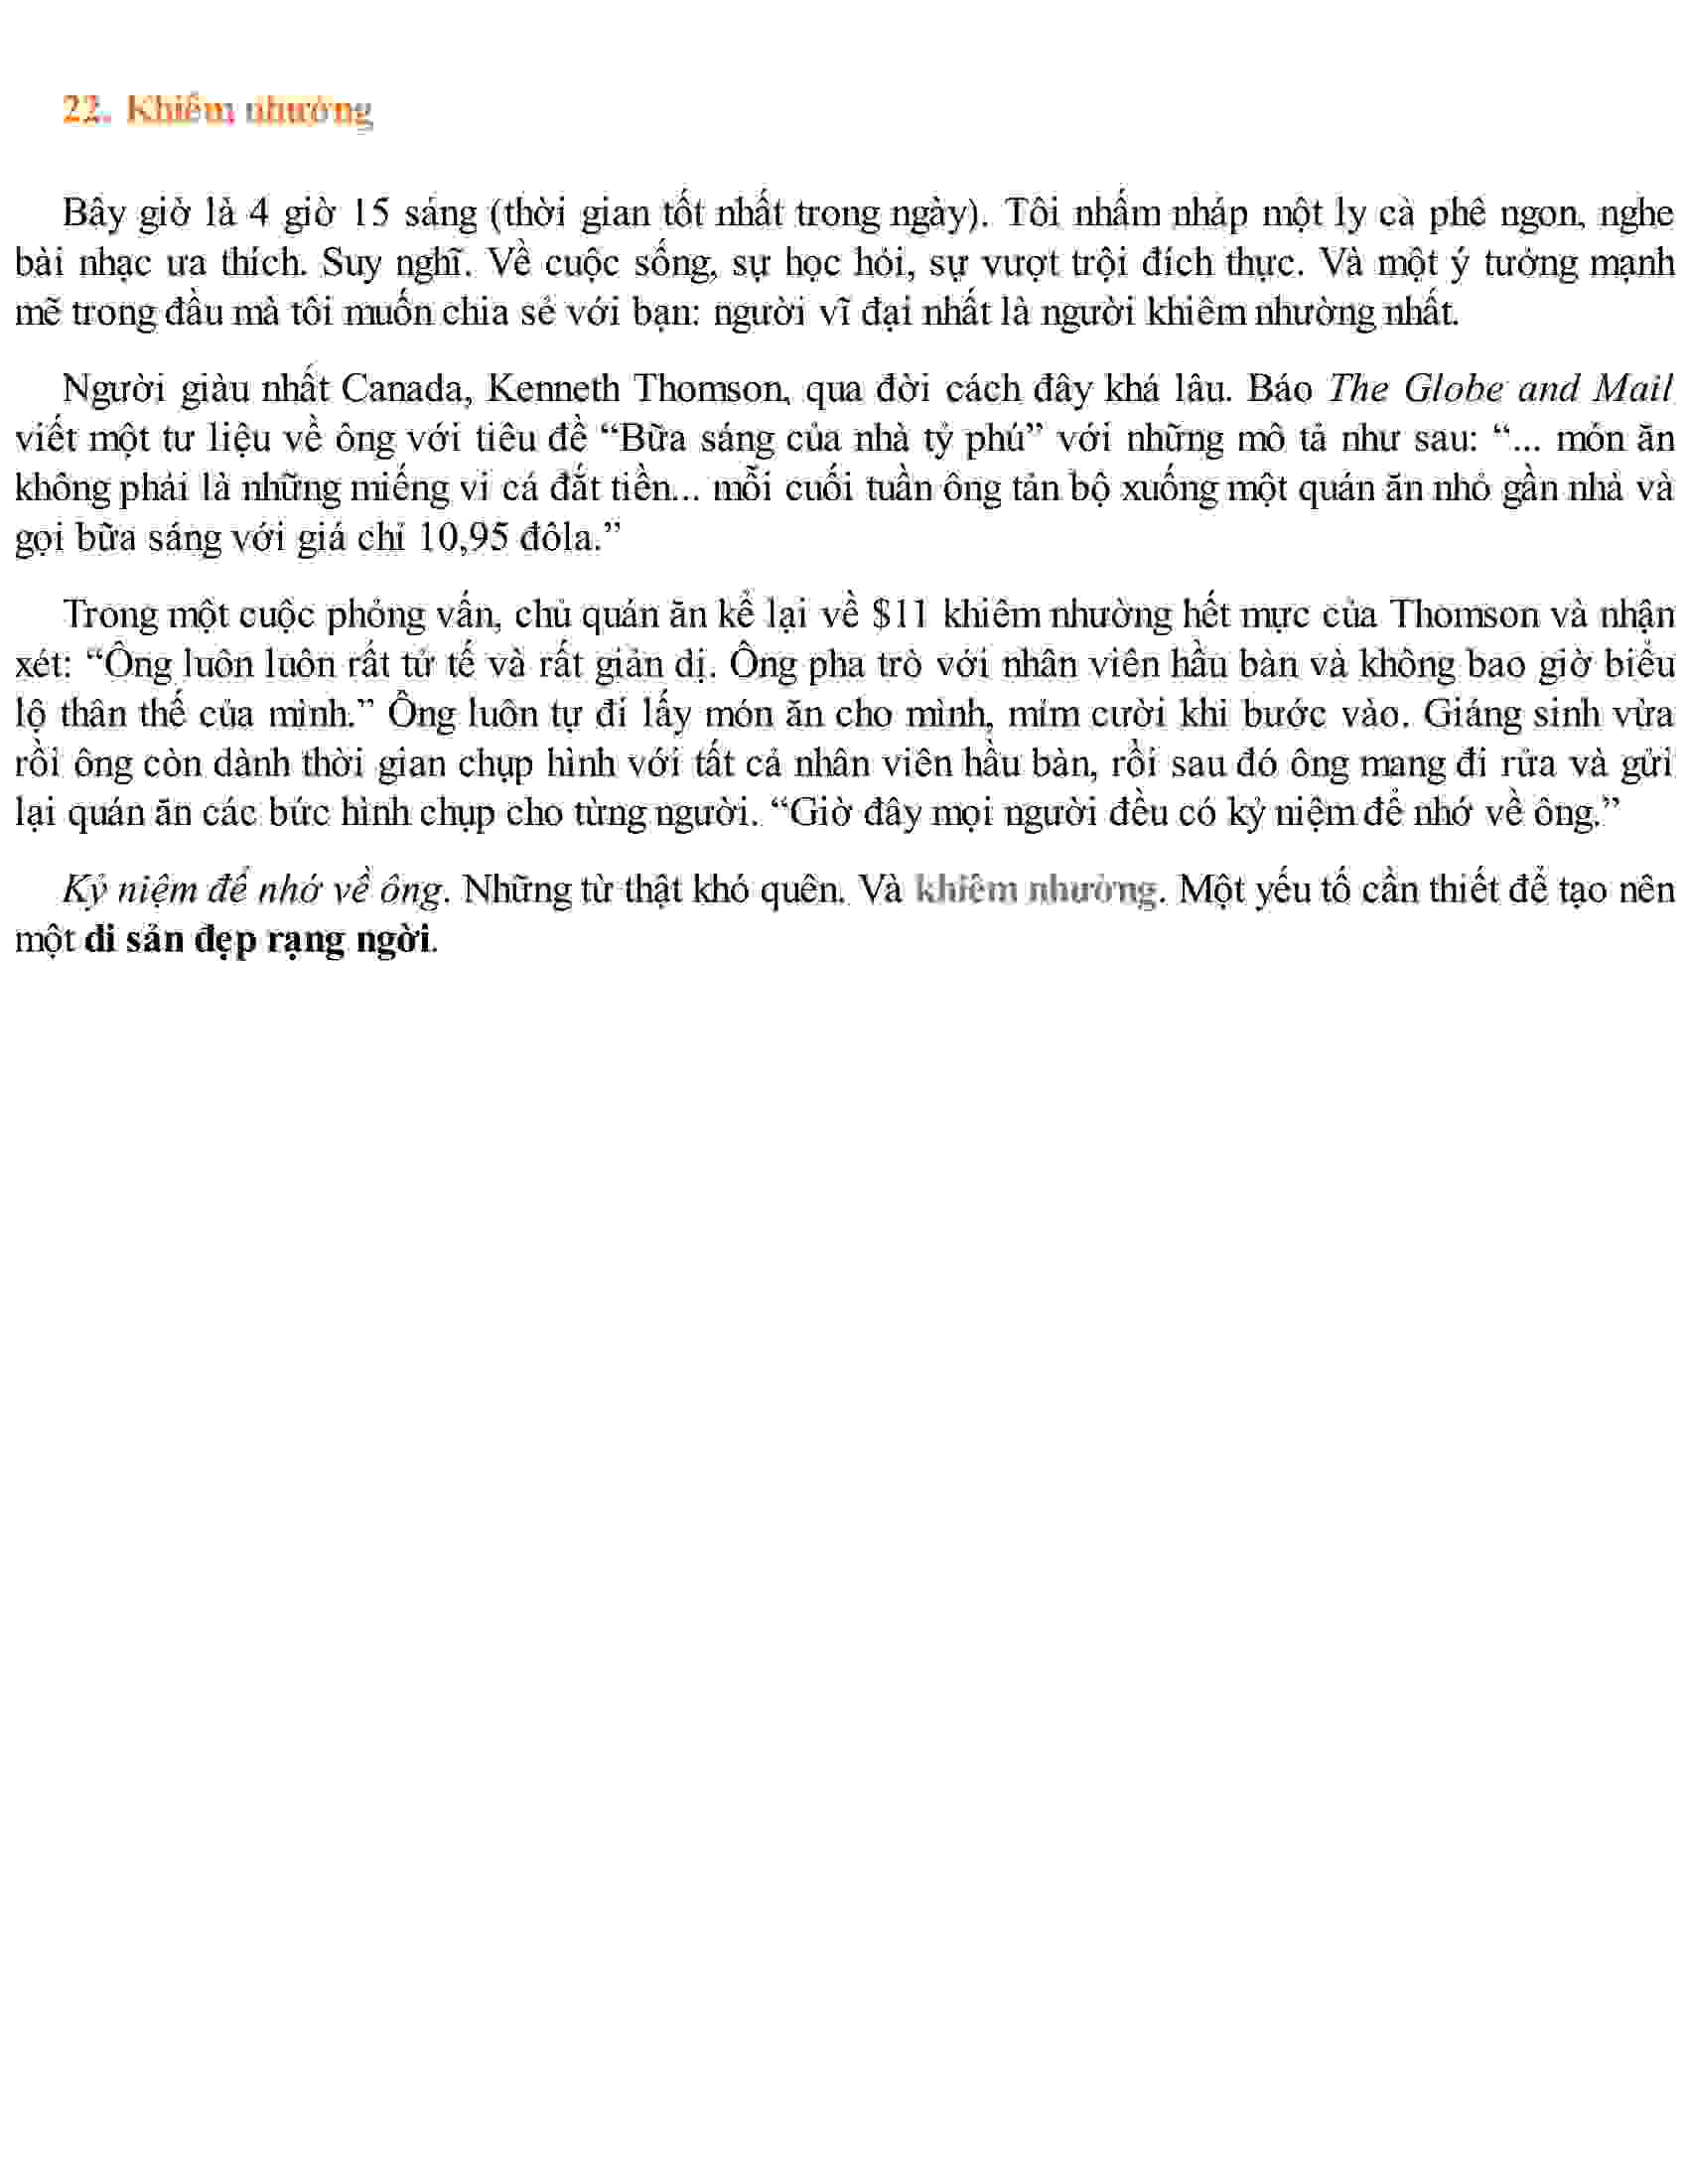 22. Khiêm nhường
Bây giờ là 4 giờ 15 sáng (thời gian tốt nhất trong ngày). Tôi nhấm nháp một ly cà phê ngon, nghe
bài nhạc ưa thích. Suy nghĩ. Về cuộc sống, sự học hỏi, sự vượt trội đích thực. Và một ý tưởng mạnh
mẽ trong đầu mà tôi muốn chia sẻ với bạn: người vĩ đại nhất là người khiêm nhường nhất.
Người giàu nhất Canada, Kenneth Thomson, qua đời cách đây khá lâu. Báo The Globe and Mail
viết một tư liệu về ông với tiêu đề “Bữa sáng của nhà tỷ phú” với những mô tả như sau: “... món ăn
không phải là những miếng vi cá đắt tiền... mỗi cuối tuần ông tản bộ xuống một quán ăn nhỏ gần nhà và
gọi bữa sáng với giá chỉ 10,95 đôla.”
Trong một cuộc phỏng vấn, chủ quán ăn kể lại về $11 khiêm nhường hết mực của Thomson và nhận
xét: “Ông luôn luôn rất tử tế và rất giản dị. Ông pha trò với nhân viên hầu bàn và không bao giờ biểu
lộ thân thế của mình.” Ông luôn tự đi lấy món ăn cho mình, mỉm cười khi bước vào. Giáng sinh vừa
rồi ông còn dành thời gian chụp hình với tất cả nhân viên hầu bàn, rồi sau đó ông mang đi rửa và gửi
lại quán ăn các bức hình chụp cho từng người. “Giờ đây mọi người đều có kỷ niệm để nhớ về ông.”
Kỷ niệm để nhớ về ông. Những từ thật khó quên. Và khiêm nhường. Một yếu tố cần thiết để tạo nên
một di sản đẹp rạng ngời.